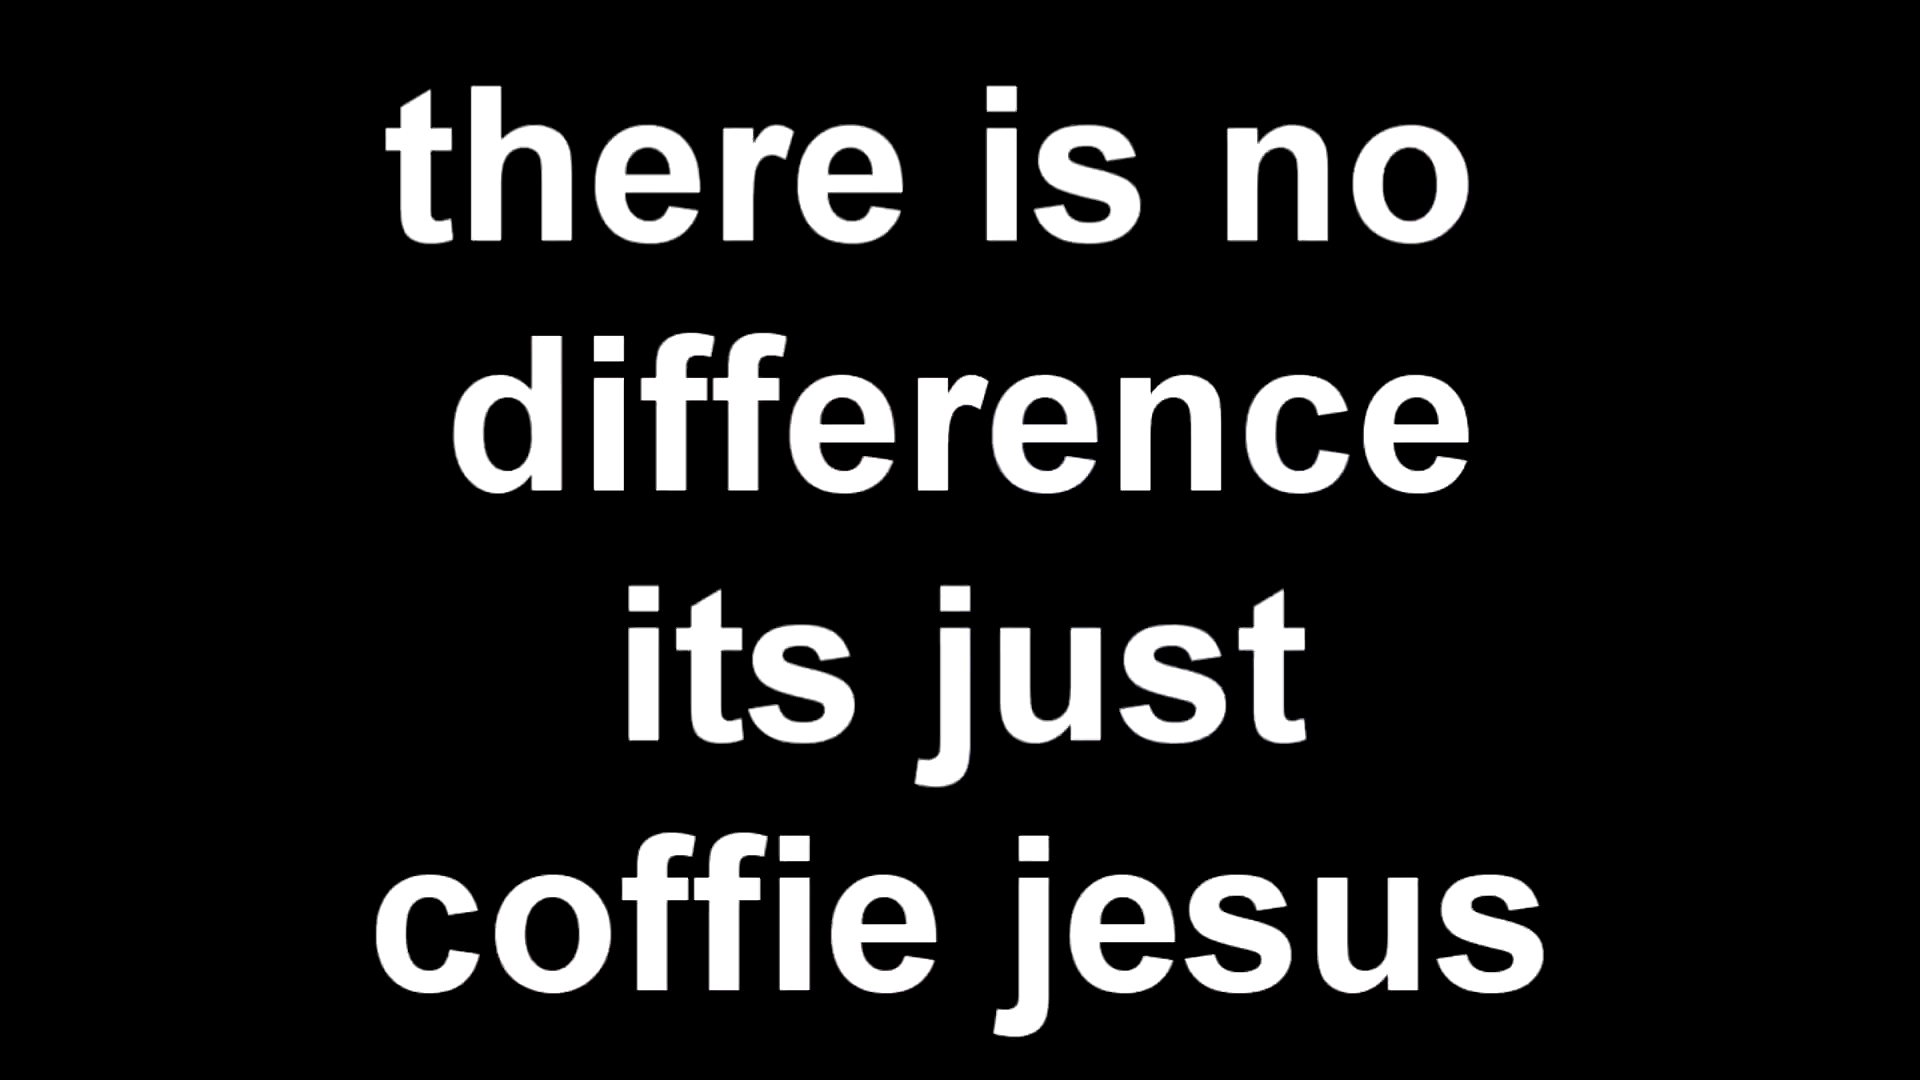 there is no
difference
its just
coffie jesus